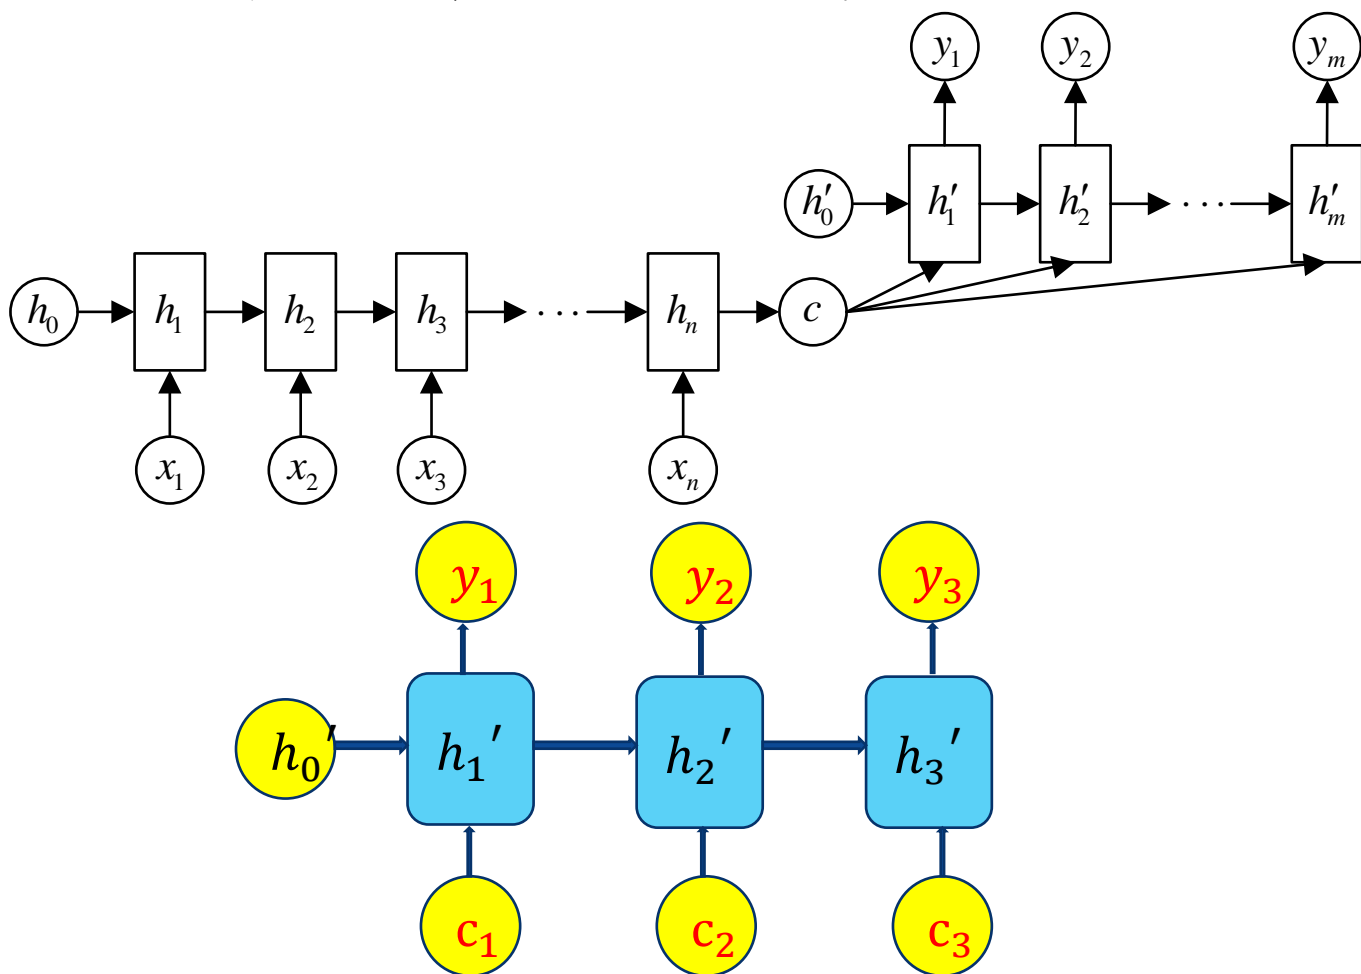 y₁ y₂ yₘ
h′₀ h′₁ h′₂ ··· h′ₘ
h₀ h₁ h₂ h₃ ··· hₙ c
x₁ x₂ x₃ xₙ
y₁ y₂ y₃
h₀′ h₁′ h₂′ h₃′
c₁ c₂ c₃